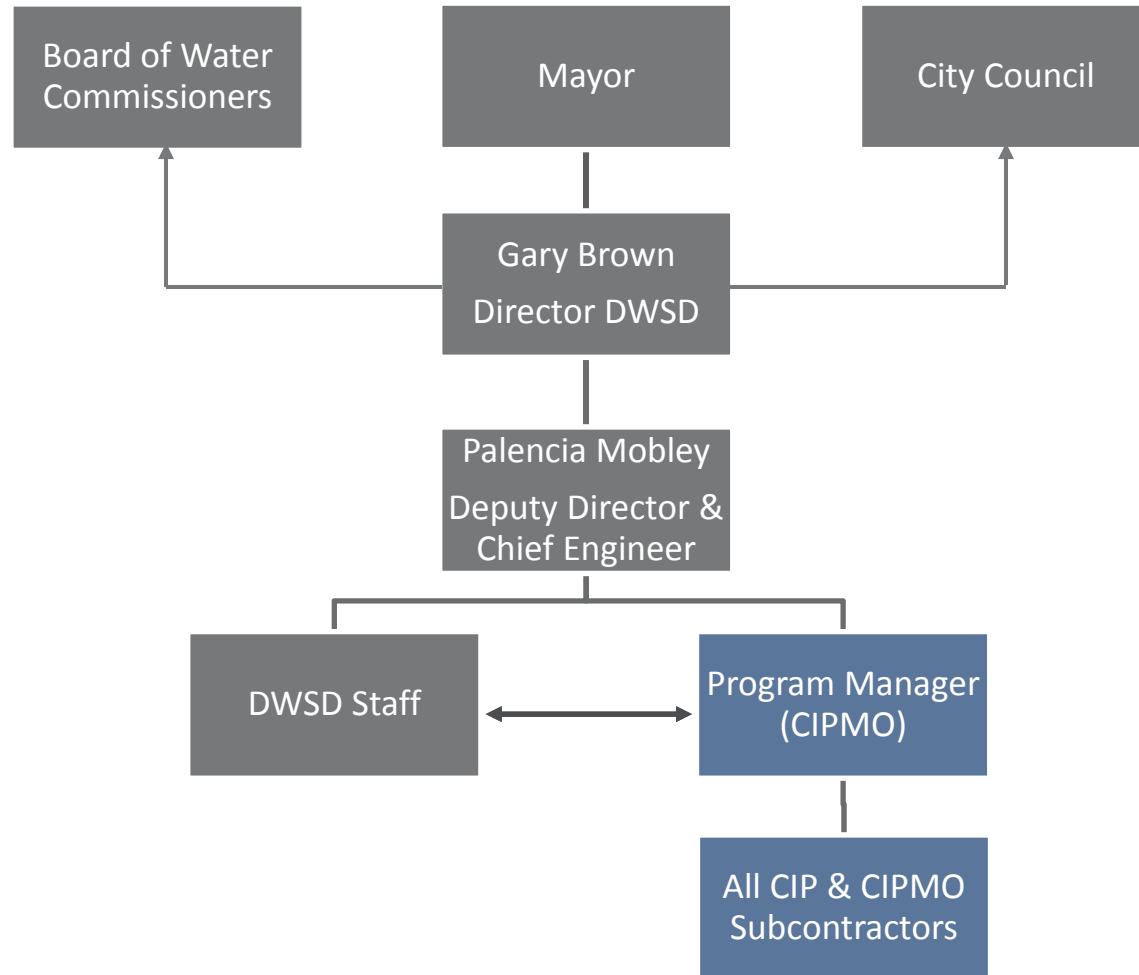 Board of Water
Commissioners
Mayor
City Council
Gary Brown
Director DWSD
Palencia Mobley
Deputy Director &
Chief Engineer
DWSD Staff
Program Manager
(CIPMO)
All CIP & CIPMO
Subcontractors